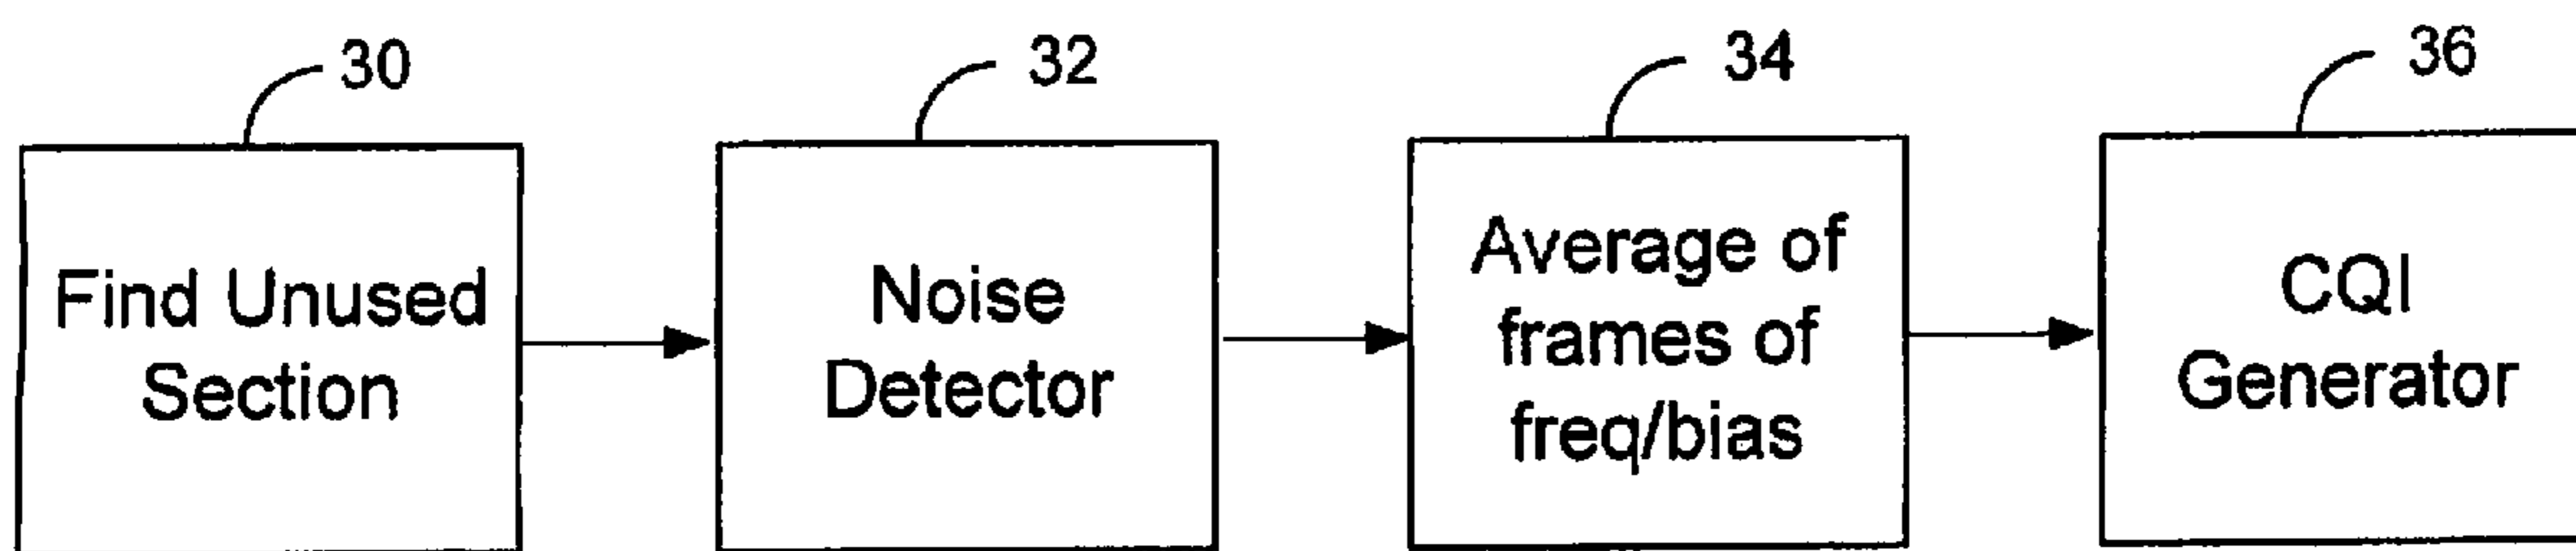 30
32
34
36
Find Unused
Section
Noise
Detector
Average of
frames of
freq/bias
CQI
Generator